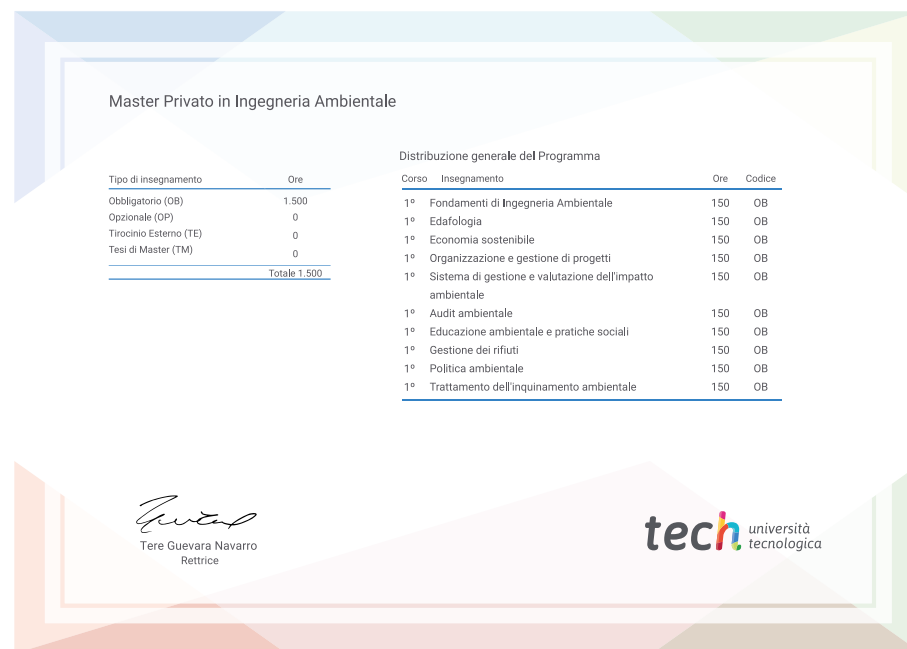 Master Privato in Ingegneria Ambientale
Tipo di insegnamento Ore
Obbligatorio (OB) 1.500
Opzionale (OP) 0
Tirocinio Esterno (TE) 0
Tesi di Master (TM) 0
Totale 1.500
Distribuzione generale del Programma
Corso Insegnamento Ore Codice
1º Fondamenti di Ingegneria Ambientale 150 OB
1º Edafologia 150 OB
1º Economia sostenibile 150 OB
1º Organizzazione e gestione di progetti 150 OB
1º Sistema di gestione e valutazione dell'impatto 150 OB
ambientale
1º Audit ambientale 150 OB
1º Educazione ambientale e pratiche sociali 150 OB
1º Gestione dei rifiuti 150 OB
1º Politica ambientale 150 OB
1º Trattamento dell'inquinamento ambientale 150 OB
Tere Guevara Navarro
Rettrice
tech università
tecnologica